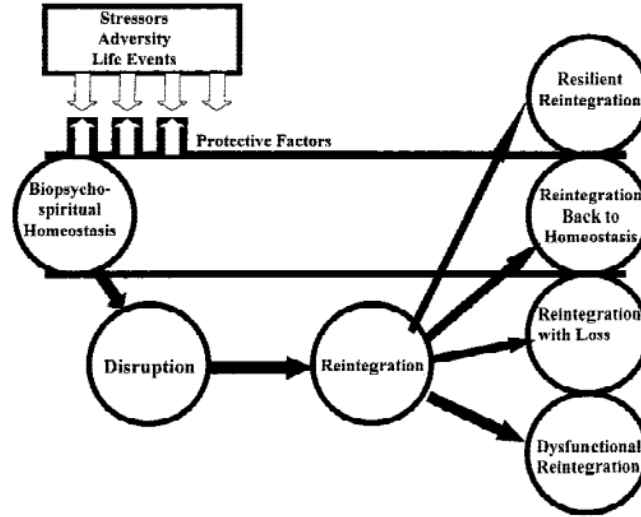 Stressors
Adversity
Life Events
Protective Factors
Biopsycho-
spiritual
Homeostasis
Disruption
Reintegration
Resilient
Reintegration
Reintegration
Back to
Homeostasis
Reintegration
with Loss
Dysfunctional
Reintegration